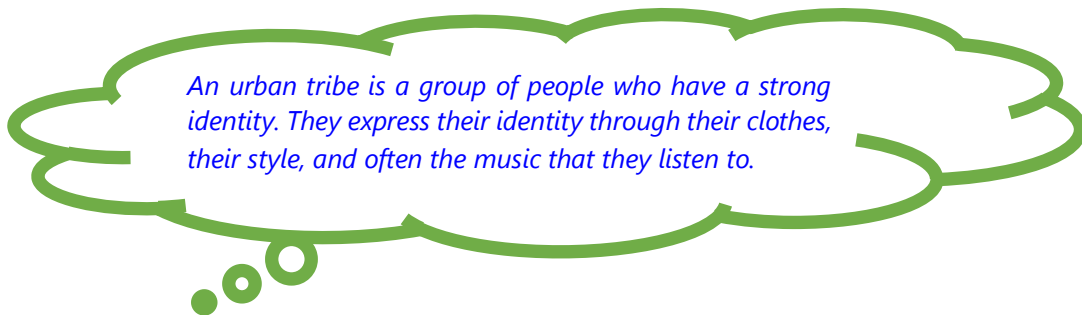 An urban tribe is a group of people who have a strong
identity. They express their identity through their clothes,
their style, and often the music that they listen to.